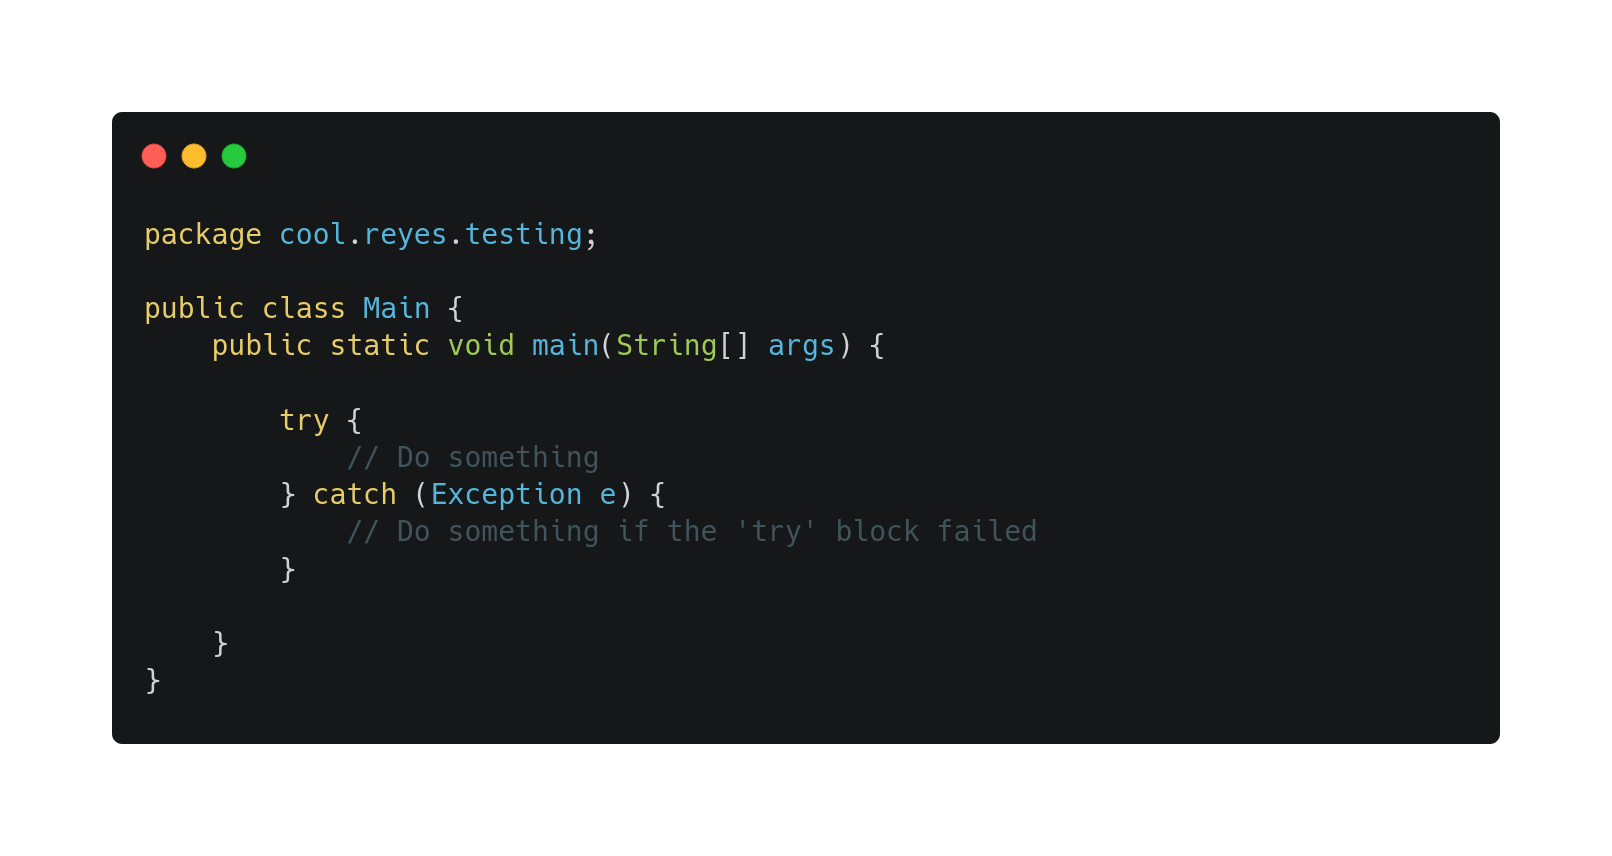 package cool.reyes.testing;
public class Main {
    public static void main(String[] args) {
        try {
            // Do something
        } catch (Exception e) {
            // Do something if the 'try' block failed
        }
    }
}